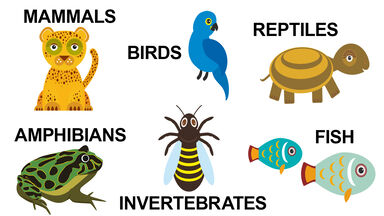 MAMMALS
BIRDS
REPTILES
AMPHIBIANS
FISH
INVERTEBRATES